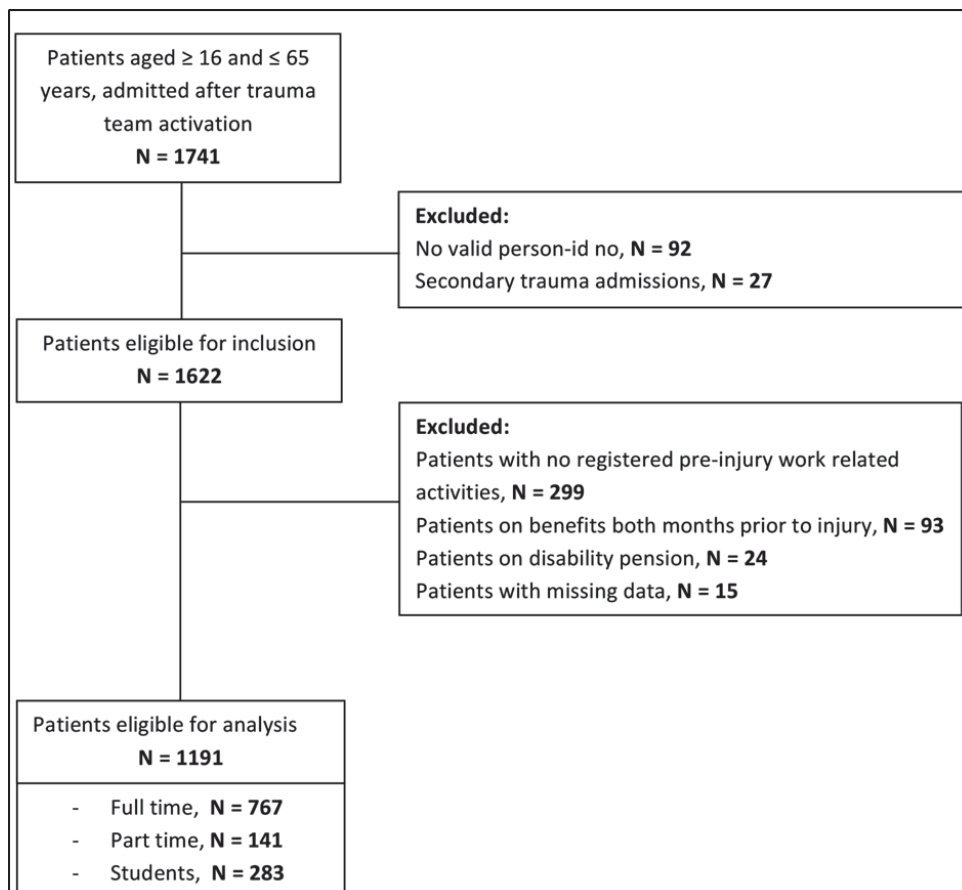 Patients aged ≥ 16 and ≤ 65
years, admitted after trauma
team activation
N = 1741
Excluded:
No valid person-id no, N = 92
Secondary trauma admissions, N = 27
Patients eligible for inclusion
N = 1622
Excluded:
Patients with no registered pre-injury work related
activities, N = 299
Patients on benefits both months prior to injury, N = 93
Patients on disability pension, N = 24
Patients with missing data, N = 15
Patients eligible for analysis
N = 1191
- Full time, N = 767
- Part time, N = 141
- Students, N = 283